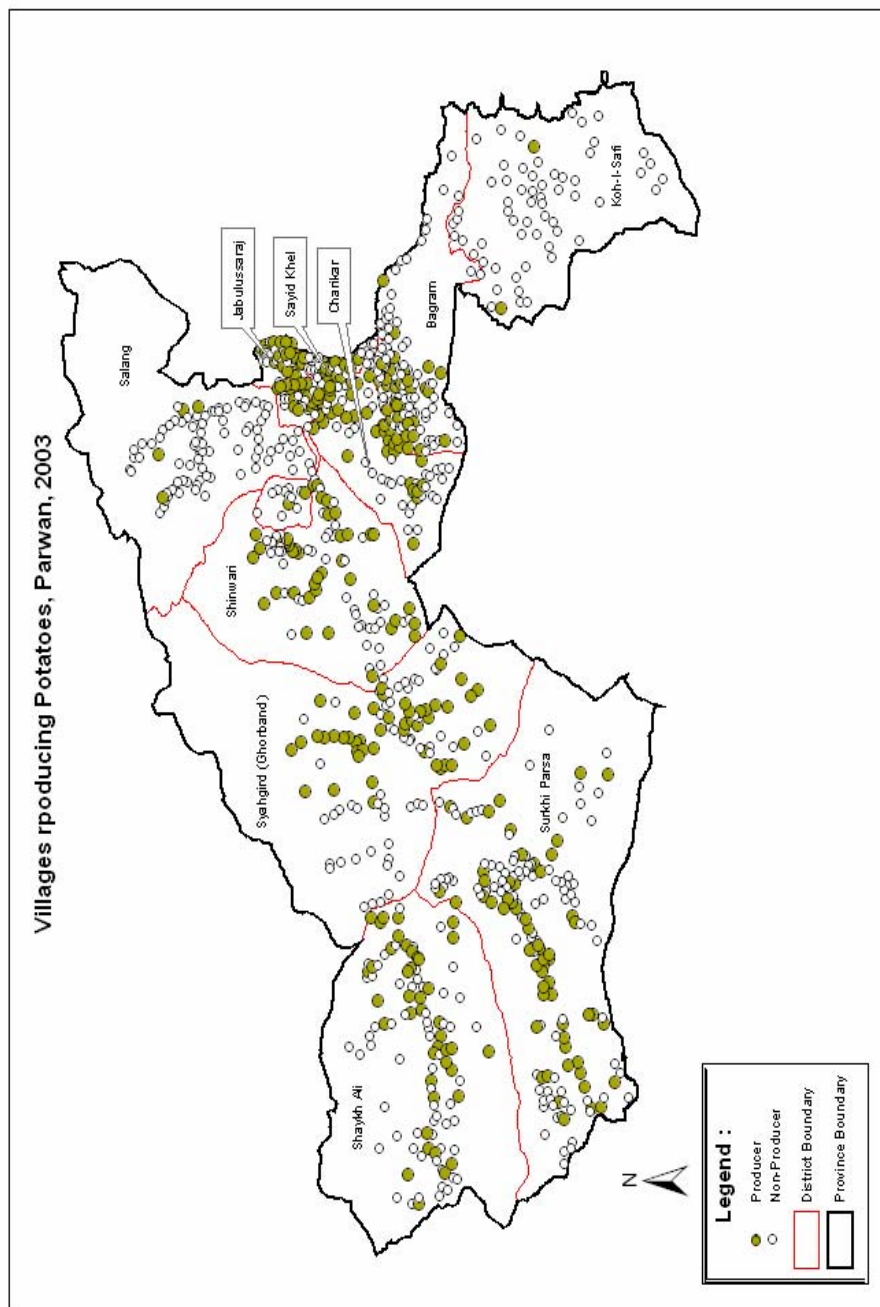 Villages rpoducing Potatoes, Parwan, 2003
Salang
Jabulussaraj
Sayid Khel
Charikar
Bagram
Koh-I-Safi
Shinwari
Syahgird (Ghorband)
Surkhi Parsa
Shaykh Ali
N
Legend :
Producer
Non-Producer
District Boundary
Province Boundary